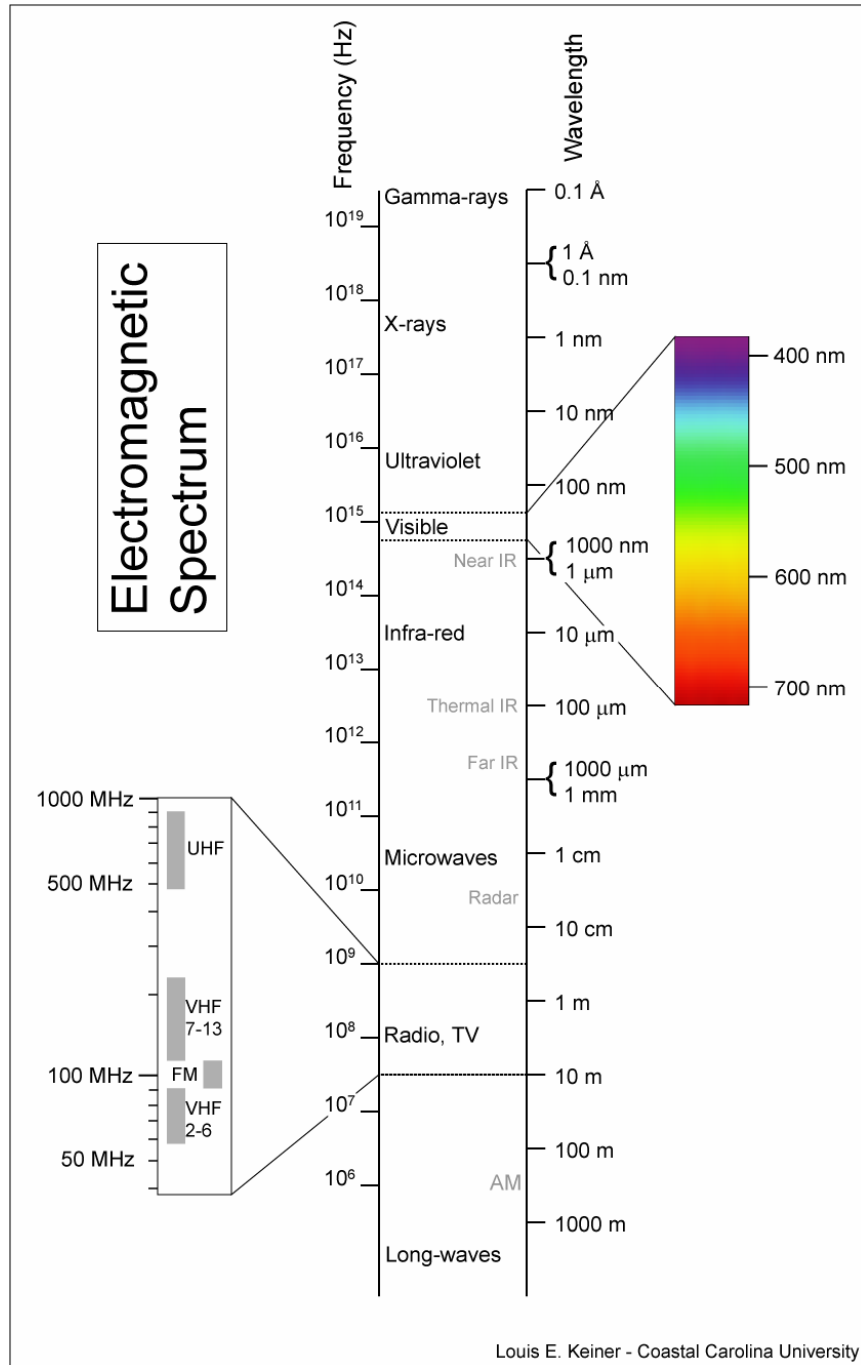 Electromagnetic
Spectrum
Frequency (Hz)
Wavelength
Gamma-rays
0.1 Å
10¹⁹
1 Å
0.1 nm
10¹⁸
X-rays
1 nm
10¹⁷
10 nm
10¹⁶
Ultraviolet
100 nm
10¹⁵
Visible
1000 nm
Near IR
1 μm
10¹⁴
Infra-red
10 μm
10¹³
Thermal IR
100 μm
10¹²
Far IR
1000 μm
1 mm
10¹¹
Microwaves
1 cm
10¹⁰
Radar
10 cm
10⁹
1 m
10⁸
Radio, TV
10 m
10⁷
100 m
10⁶
AM
1000 m
Long-waves
400 nm
500 nm
600 nm
700 nm
1000 MHz
UHF
500 MHz
VHF
7-13
100 MHz
FM
VHF
2-6
50 MHz
Louis E. Keiner - Coastal Carolina University